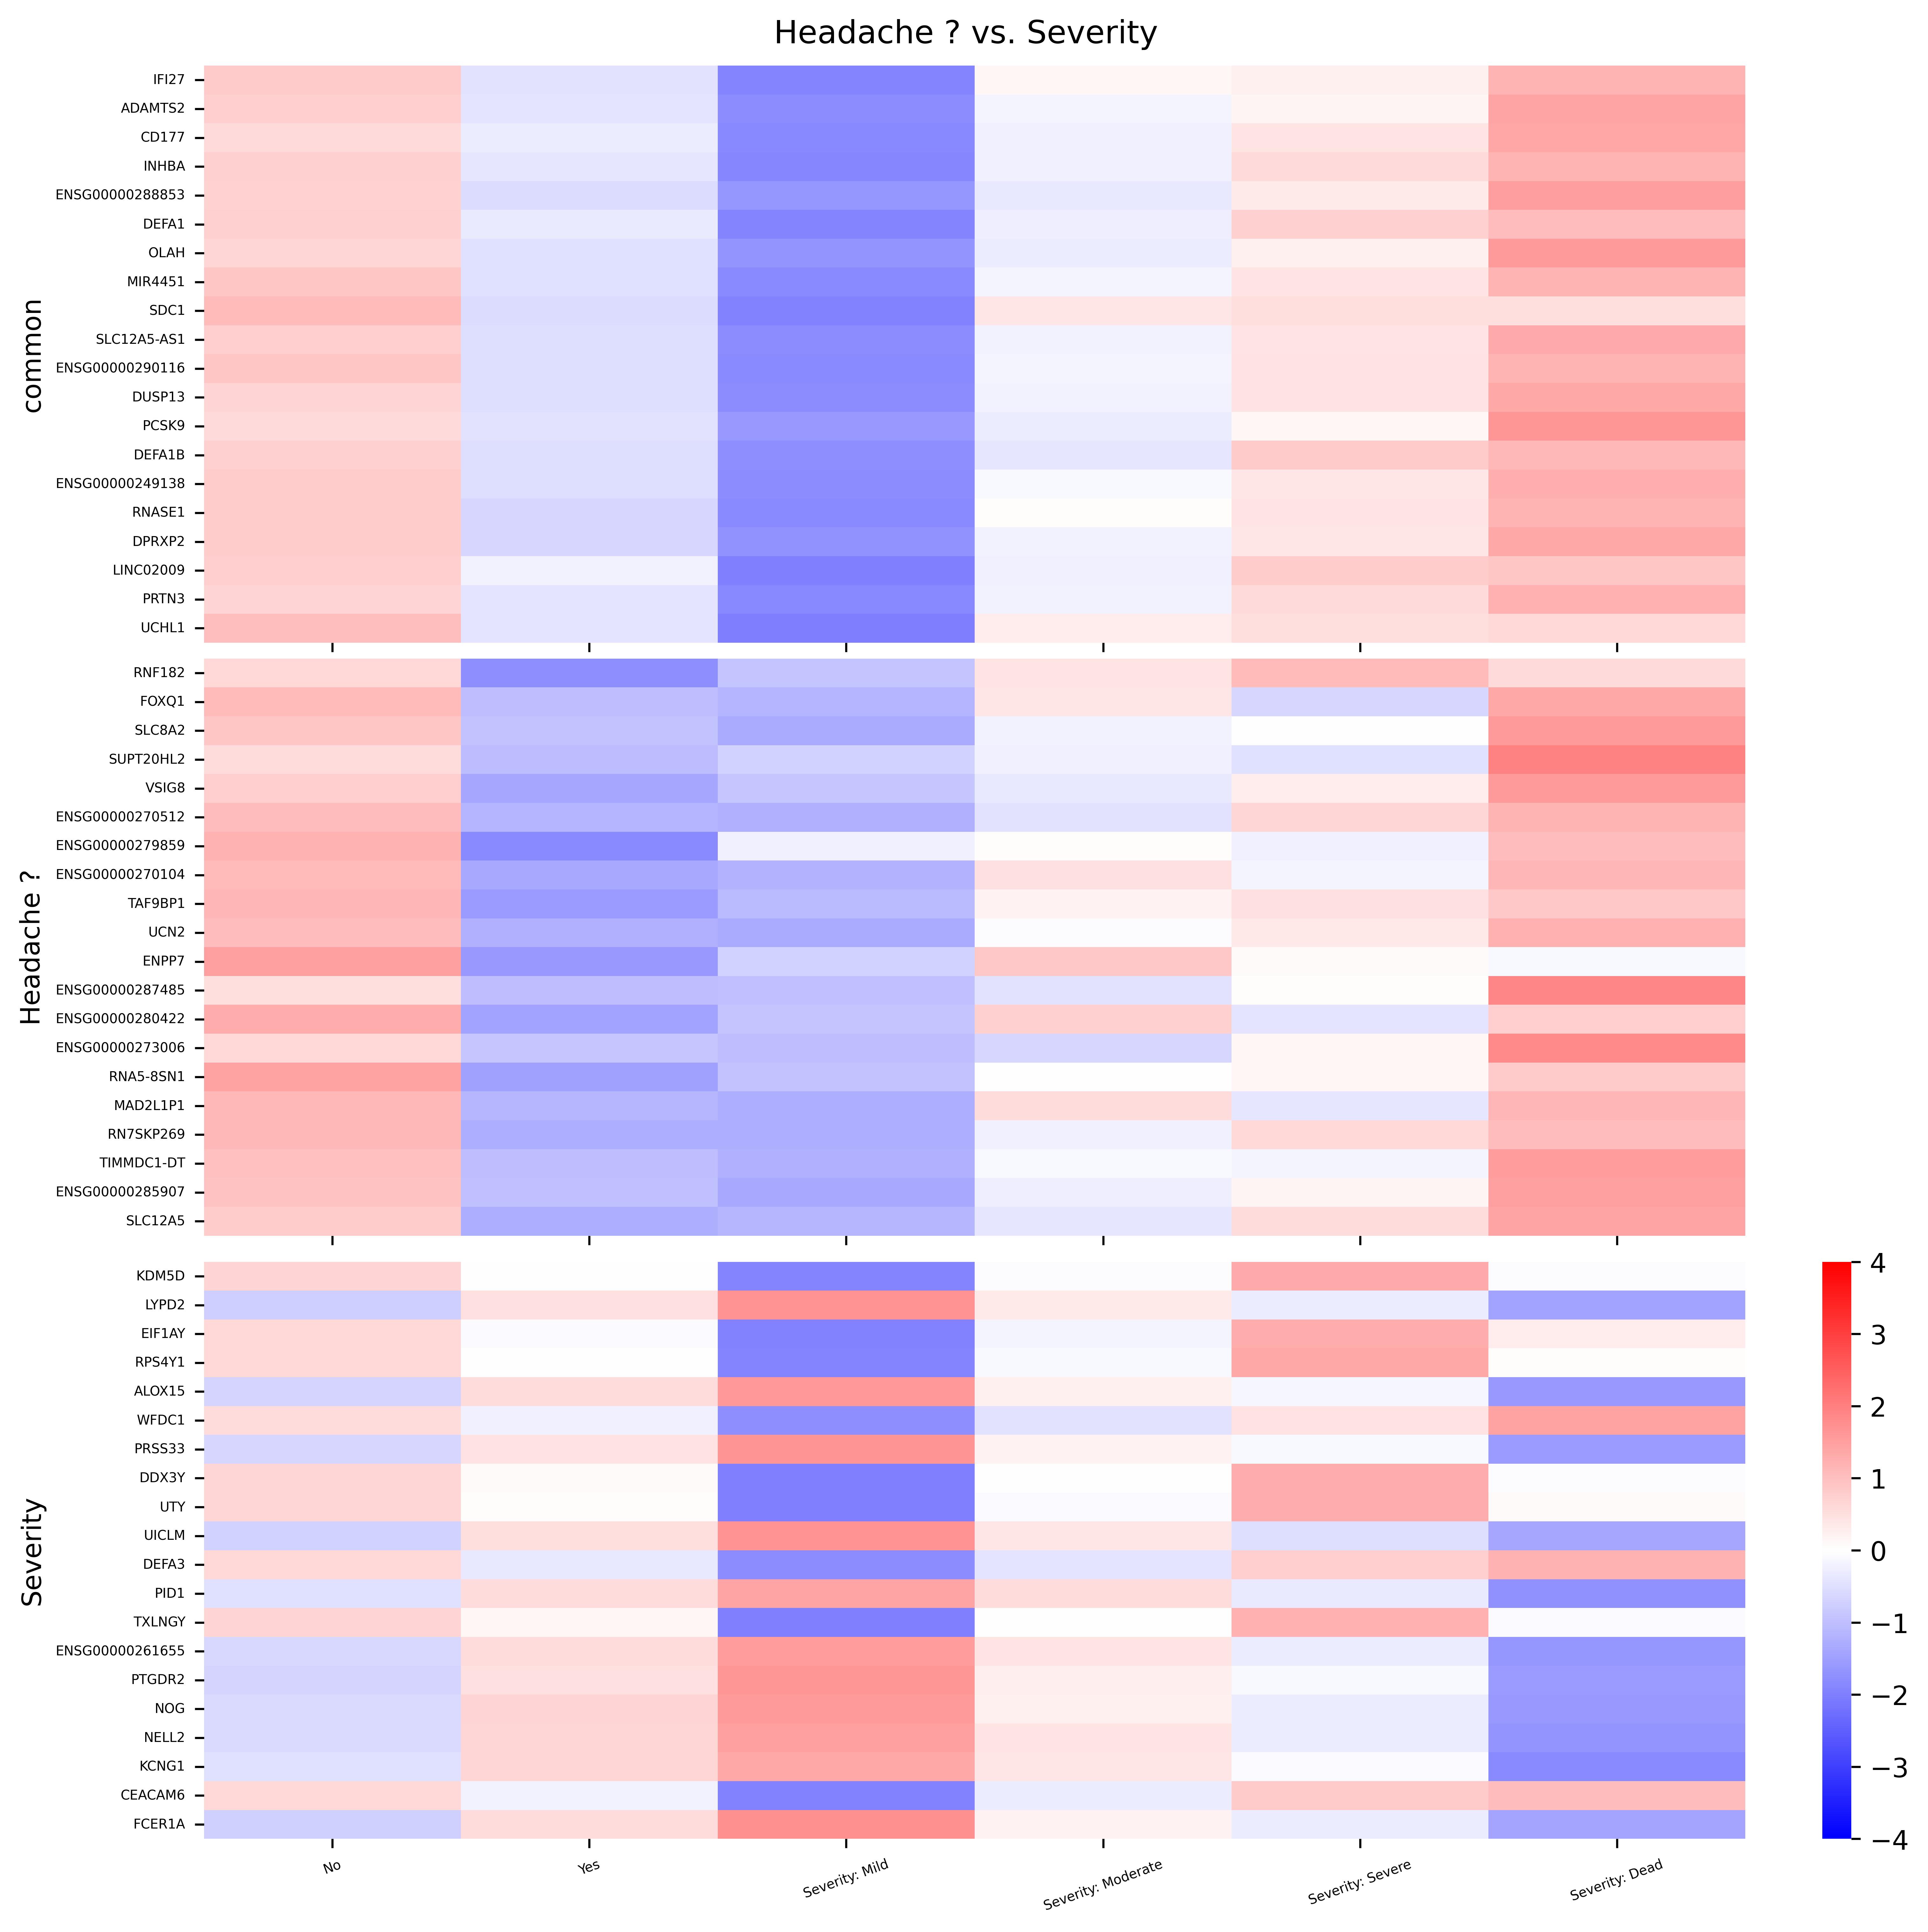 Headache ? vs. Severity
common
IFI27
ADAMTS2
CD177
INHBA
ENSG00000288853
DEFA1
OLAH
MIR4451
SDC1
SLC12A5-AS1
ENSG00000290116
DUSP13
PCSK9
DEFA1B
ENSG00000249138
RNASE1
DPRXP2
LINC02009
PRTN3
UCHL1
Headache ?
RNF182
FOXQ1
SLC8A2
SUPT20HL2
VSIG8
ENSG00000270512
ENSG00000279859
ENSG00000270104
TAF9BP1
UCN2
ENPP7
ENSG00000287485
ENSG00000280422
ENSG00000273006
RNA5-8SN1
MAD2L1P1
RN7SKP269
TIMMDC1-DT
ENSG00000285907
SLC12A5
Severity
KDM5D
LYPD2
EIF1AY
RPS4Y1
ALOX15
WFDC1
PRSS33
DDX3Y
UTY
UICLM
DEFA3
PID1
TXLNGY
ENSG00000261655
PTGDR2
NOG
NELL2
KCNG1
CEACAM6
FCER1A
No
Yes
Severity: Mild
Severity: Moderate
Severity: Severe
Severity: Dead
4
3
2
1
0
−1
−2
−3
−4